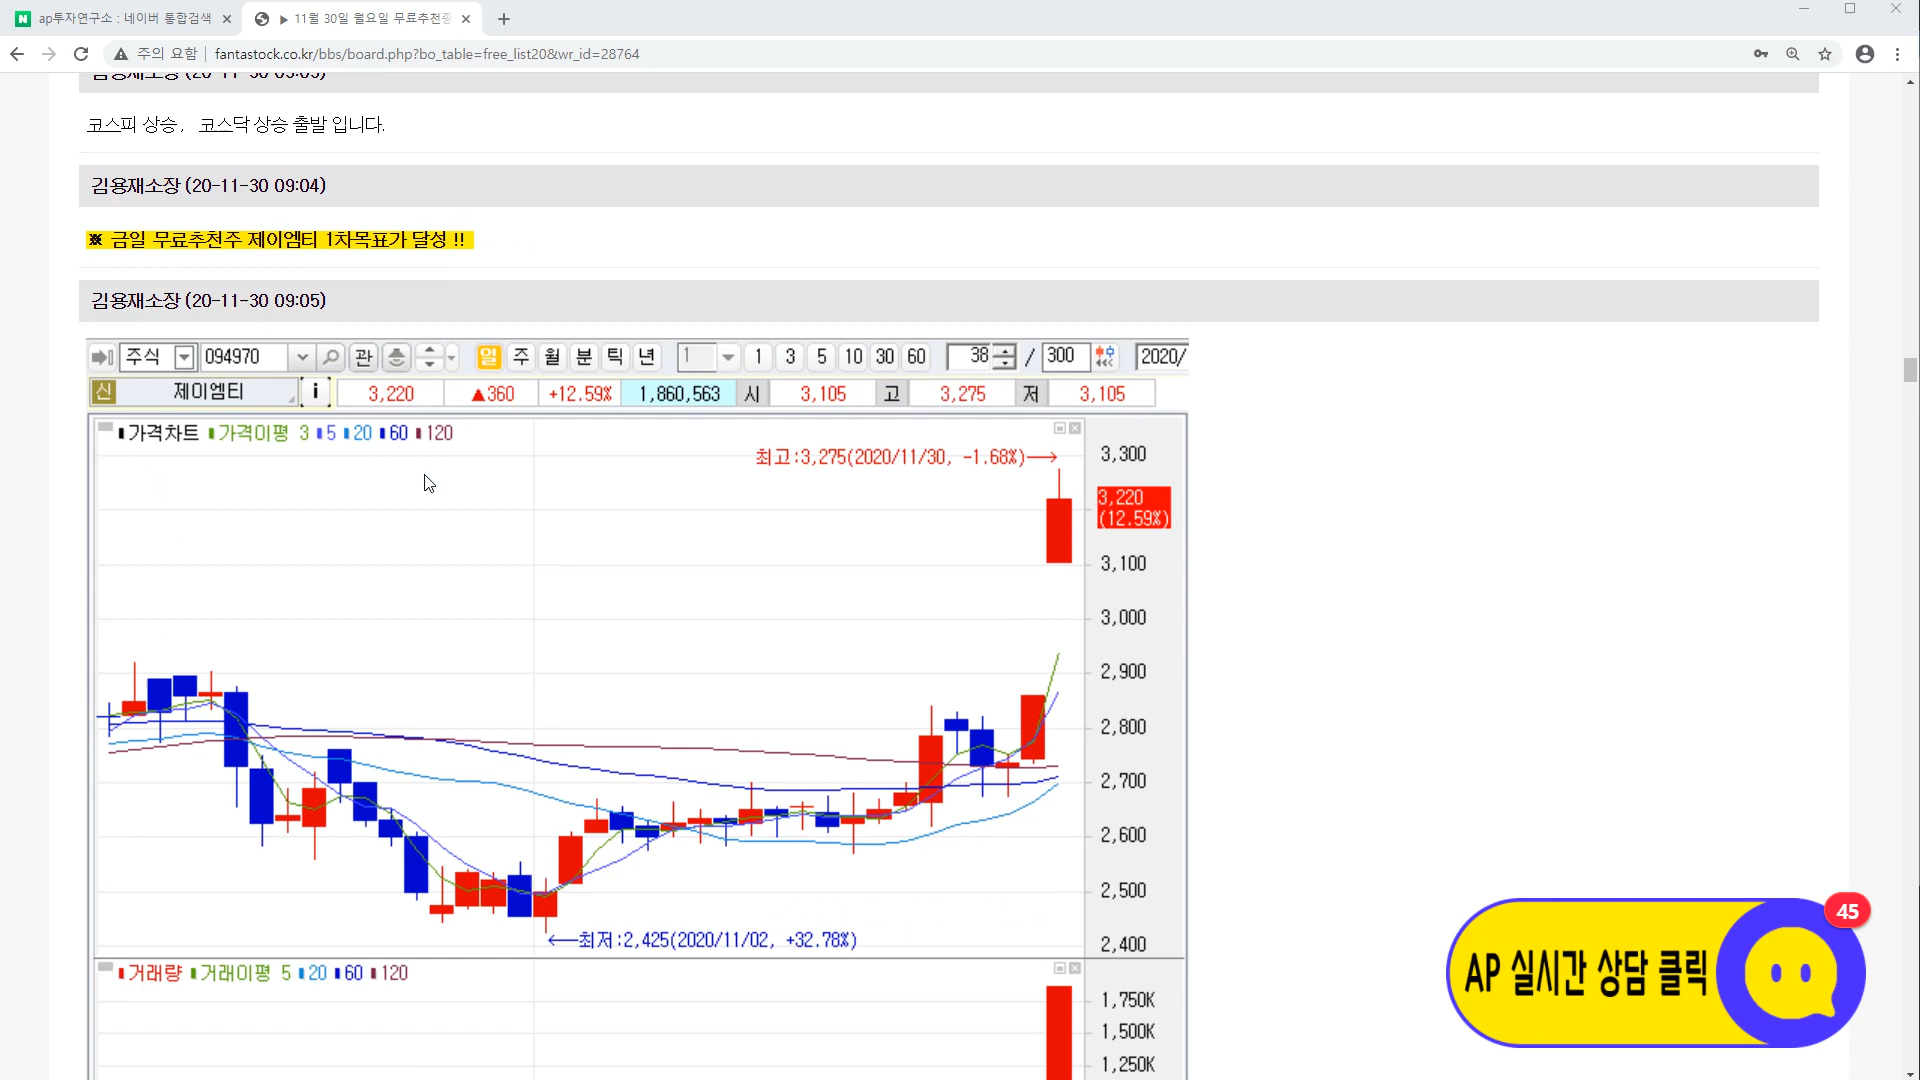 ap투자연구소 : 네이버 통합검색
▶ 11월 30일 월요일 무료추천종
주의 요함
fantastock.co.kr/bbs/board.php?bo_table=free_list20&wr_id=28764
김용재소장 (20-11-30 09:05)
코스피 상승 , 코스닥 상승 출발 입니다.
김용재소장 (20-11-30 09:04)
※ 금일 무료추천주 제이엠티 1차목표가 달성 !!
김용재소장 (20-11-30 09:05)
주식 094970 관 일 주 월 분 틱 년 1 1 3 5 10 30 60 38 / 300 2020/
신 제이엠티 i 3,220 ▲360 +12.59% 1,860,563 시 3,105 고 3,275 저 3,105
가격차트 가격이평 3 5 20 60 120
최고:3,275(2020/11/30, -1.68%)→
3,300
3,220
(12.59%)
3,100
3,000
2,900
2,800
2,700
2,600
2,500
2,400
←최저:2,425(2020/11/02, +32.78%)
거래량 거래이평 5 20 60 120
1,750K
1,500K
1,250K
45
AP 실시간 상담 클릭